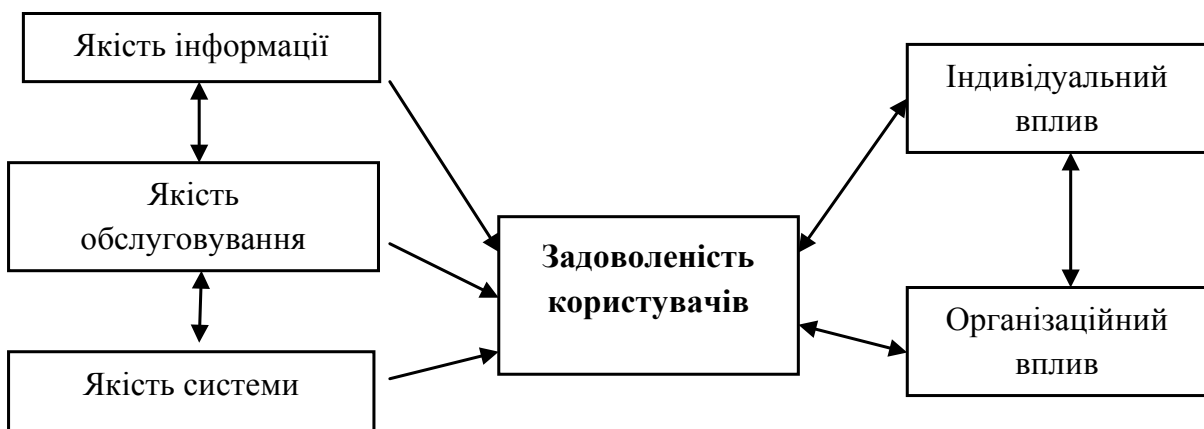 Якість інформації
Якість
обслуговування
Якість системи
Задоволеність
користувачів
Індивідуальний
вплив
Організаційний
вплив